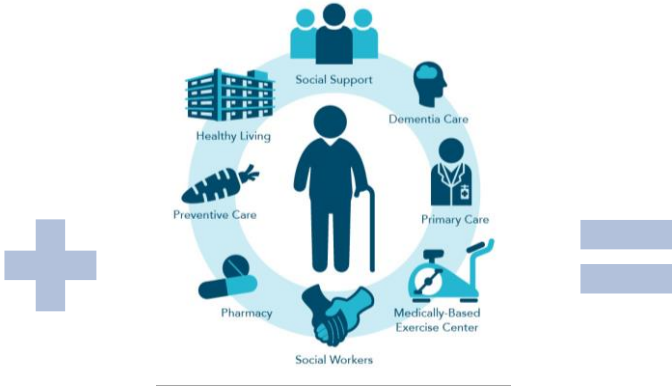 Social Support
Dementia Care
Healthy Living
Preventive Care
Primary Care
Pharmacy
Medically-Based
Exercise Center
Social Workers